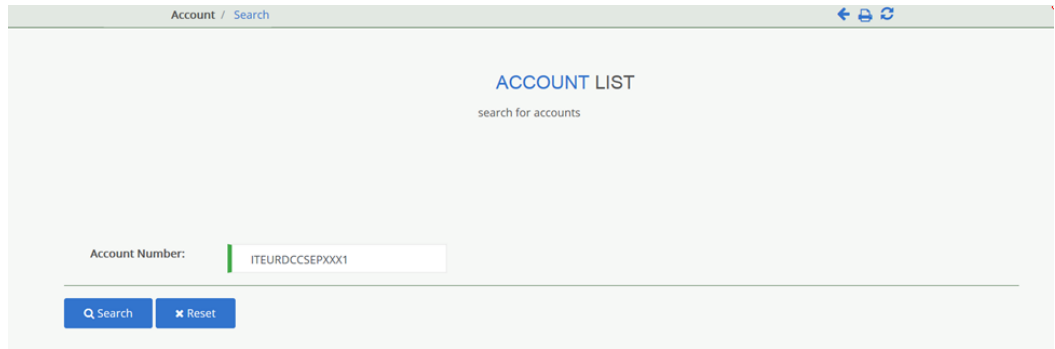 Account / Search
ACCOUNT LIST
search for accounts
Account Number:
ITEURDCCSEPXXX1
Search
Reset